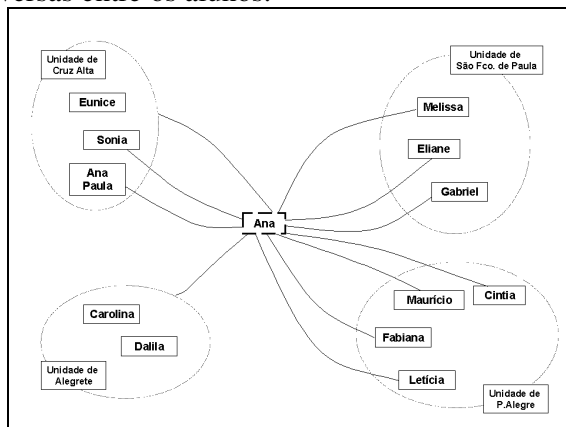 versas entre os alunos.
Unidade de
Cruz Alta
Eunice
Sonia
Ana
Paula
Unidade de
São Fco. de Paula
Melissa
Eliane
Gabriel
Ana
Carolina
Dalila
Unidade de
Alegrete
Maurício
Cintia
Fabiana
Letícia
Unidade de
P.Alegre